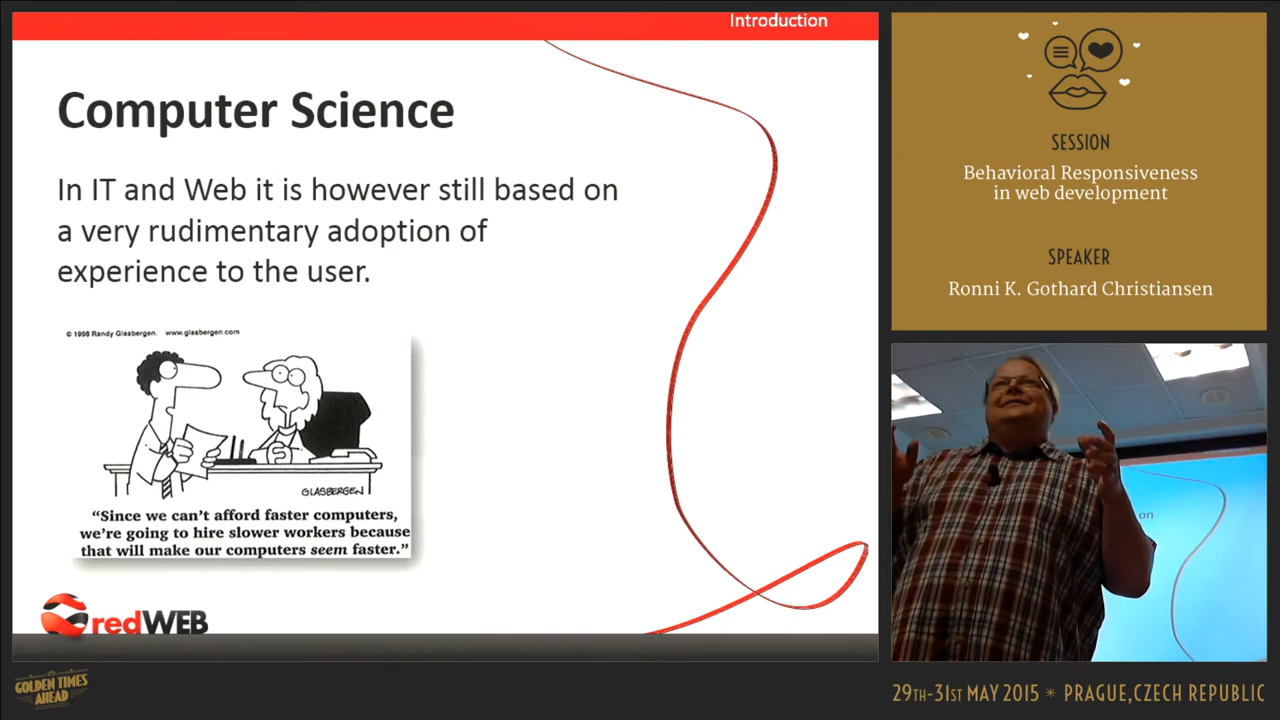 Introduction
Computer Science
In IT and Web it is however still based on
a very rudimentary adoption of
experience to the user.
© 1998 Randy Glasbergen. www.glasbergen.com
GLASBERGEN
“Since we can’t afford faster computers,
we’re going to hire slower workers because
that will make our computers seem faster.”
redWEB
SESSION
Behavioral Responsiveness
in web development
SPEAKER
Ronni K. Gothard Christiansen
on
GOLDEN TIMES
AHEAD
29TH-31ST MAY 2015 * PRAGUE,CZECH REPUBLIC